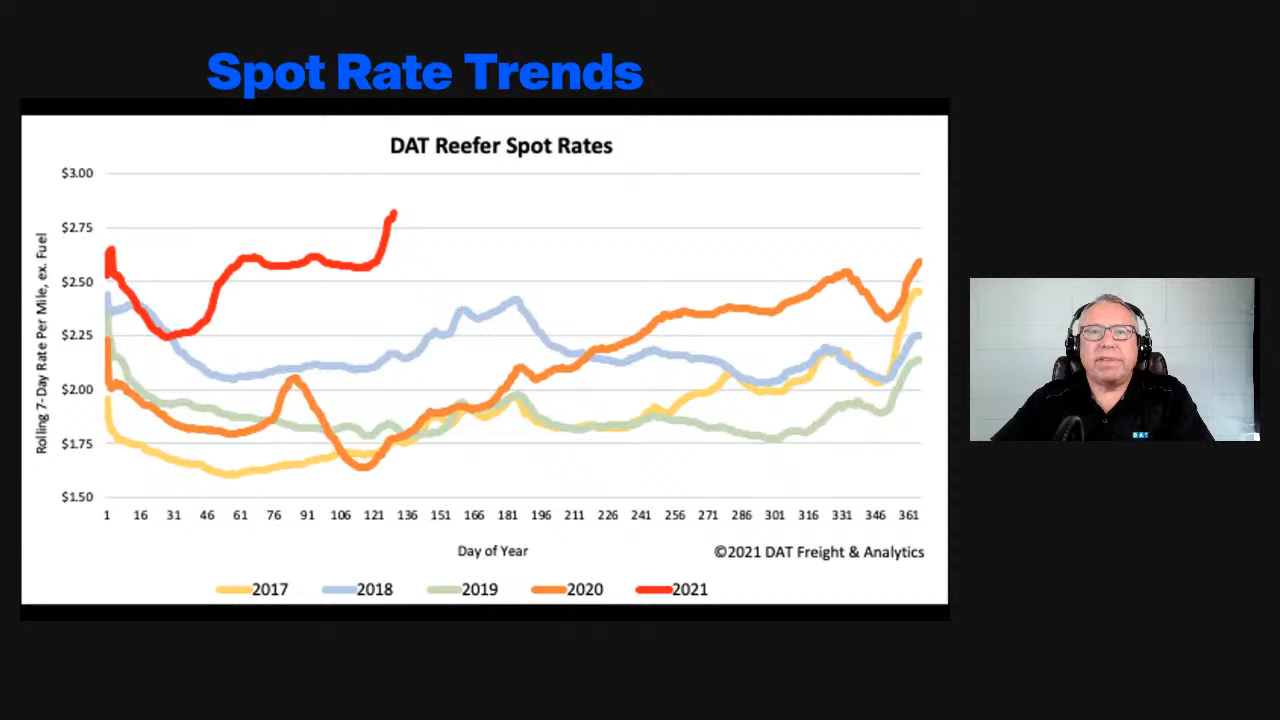 Spot Rate Trends
DAT Reefer Spot Rates
Rolling 7-Day Rate Per Mile, ex. Fuel
$3.00
$2.75
$2.50
$2.25
$2.00
$1.75
$1.50
1 16 31 46 61 76 91 106 121 136 151 166 181 196 211 226 241 256 271 286 301 316 331 346 361
Day of Year
©2021 DAT Freight & Analytics
2017 2018 2019 2020 2021
DAT